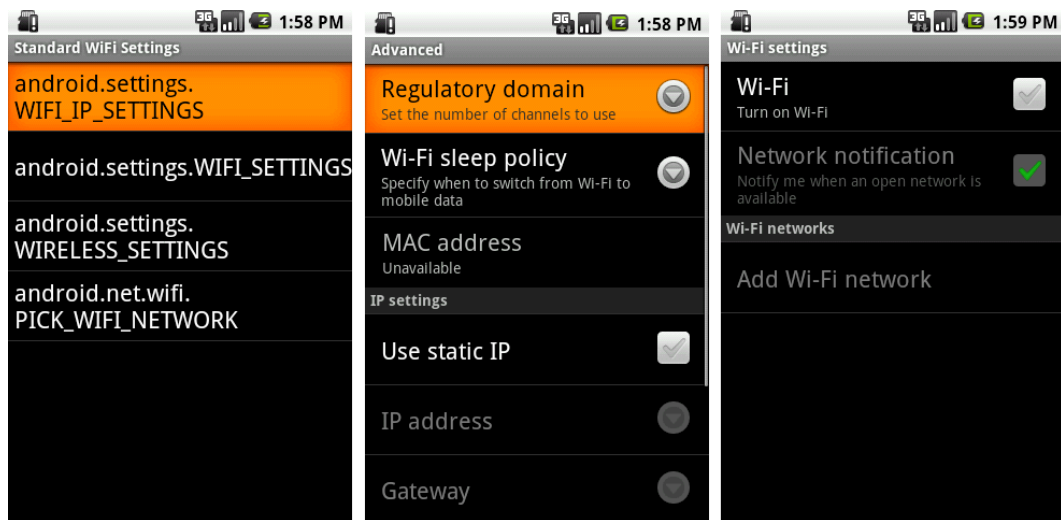 3G 1:58 PM
Standard WiFi Settings
android.settings.
WIFI_IP_SETTINGS
android.settings.WIFI_SETTINGS
android.settings.
WIRELESS_SETTINGS
android.net.wifi.
PICK_WIFI_NETWORK
3G 1:58 PM
Advanced
Regulatory domain
Set the number of channels to use
Wi-Fi sleep policy
Specify when to switch from Wi-Fi to
mobile data
MAC address
Unavailable
IP settings
Use static IP
IP address
Gateway
3G 1:59 PM
Wi-Fi settings
Wi-Fi
Turn on Wi-Fi
Network notification
Notify me when an open network is
available
Wi-Fi networks
Add Wi-Fi network